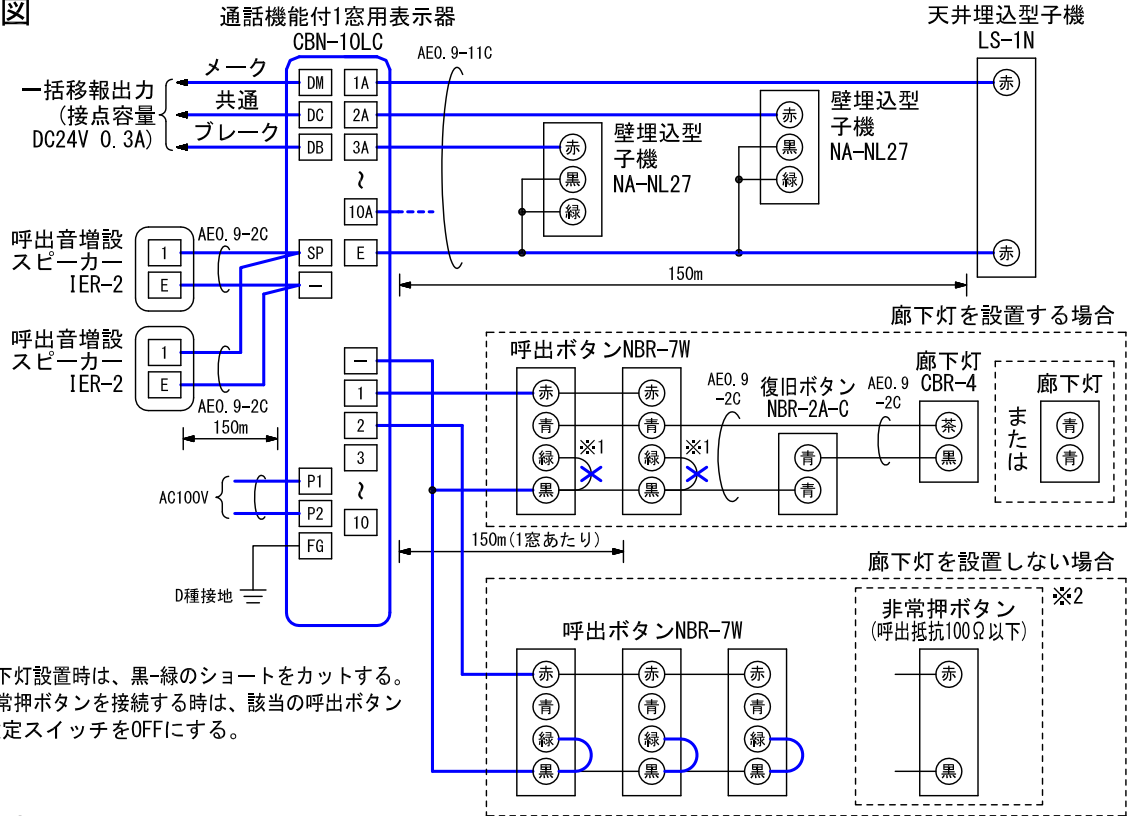 図
通話機能付1窓用表示器
CBN-10LC
天井埋込型子機
LS-1N
AE0.9-11C
一括移報出力
(接点容量
DC24V 0.3A)
メーク
共通
ブレーク
DM
DC
DB
1A
2A
3A
~
10A
E
赤
黒
緑
壁埋込型
子機
NA-NL27
赤
黒
緑
壁埋込型
子機
NA-NL27
赤
赤
150m
呼出音増設
スピーカー
IER-2
1
E
AE0.9-2C
SP
-
呼出音増設
スピーカー
IER-2
1
E
AE0.9-2C
150m
-
1
2
3
~
10
AC100V
P1
P2
FG
D種接地
廊下灯を設置する場合
呼出ボタンNBR-7W
赤
青
緑
黒
※1
赤
青
緑
黒
※1
AE0.9
-2C
復旧ボタン
NBR-2A-C
青
青
AE0.9
-2C
廊下灯
CBR-4
茶
黒
または
廊下灯
青
青
150m(1窓あたり)
廊下灯を設置しない場合
呼出ボタンNBR-7W
赤
青
緑
黒
赤
青
緑
黒
赤
青
緑
黒
非常押ボタン
(呼出抵抗100Ω以下)
※2
赤
黒
下灯設置時は、黒-緑のショートをカットする。
常押ボタンを接続する時は、該当の呼出ボタン
定スイッチをOFFにする。